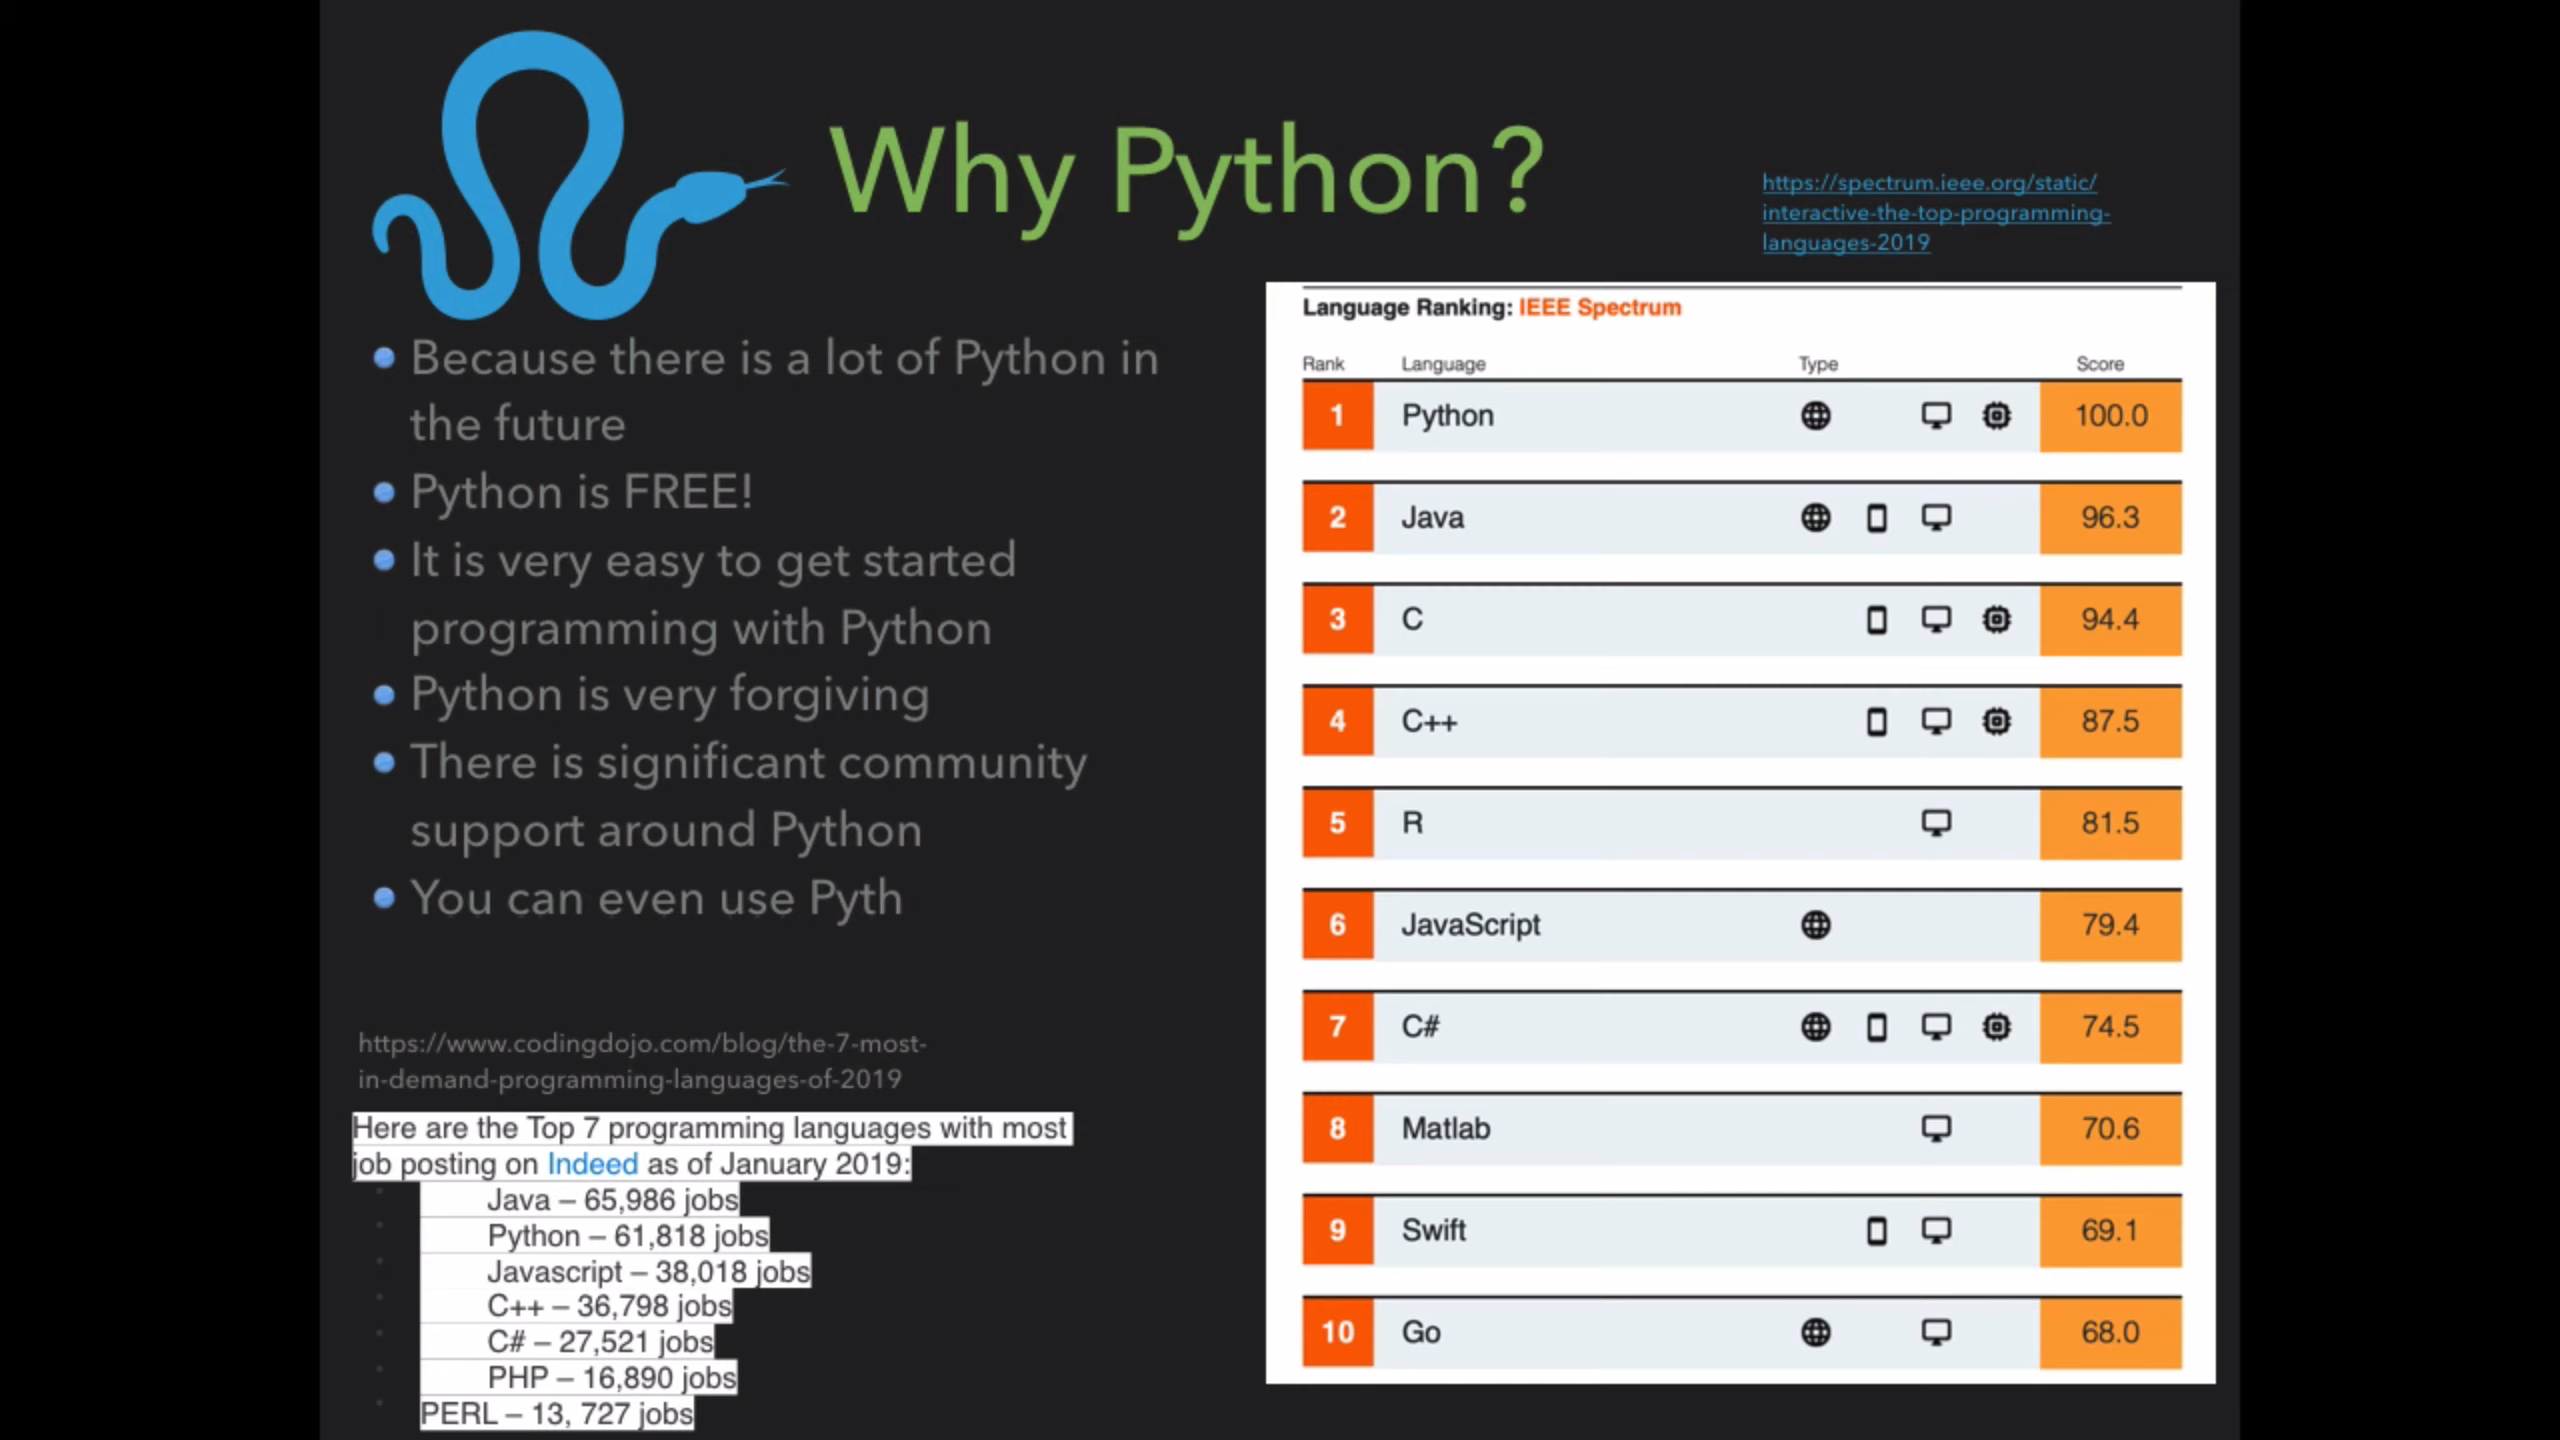 Why Python?
https://spectrum.ieee.org/static/
interactive-the-top-programming-
languages-2019
Because there is a lot of Python in
the future
Python is FREE!
It is very easy to get started
programming with Python
Python is very forgiving
There is significant community
support around Python
You can even use Pyth
https://www.codingdojo.com/blog/the-7-most-
in-demand-programming-languages-of-2019
Here are the Top 7 programming languages with most
job posting on Indeed as of January 2019:
Java – 65,986 jobs
Python – 61,818 jobs
Javascript – 38,018 jobs
C++ – 36,798 jobs
C# – 27,521 jobs
PHP – 16,890 jobs
PERL – 13, 727 jobs
Language Ranking: IEEE Spectrum
Rank Language Type Score
1 Python 100.0
2 Java 96.3
3 C 94.4
4 C++ 87.5
5 R 81.5
6 JavaScript 79.4
7 C# 74.5
8 Matlab 70.6
9 Swift 69.1
10 Go 68.0